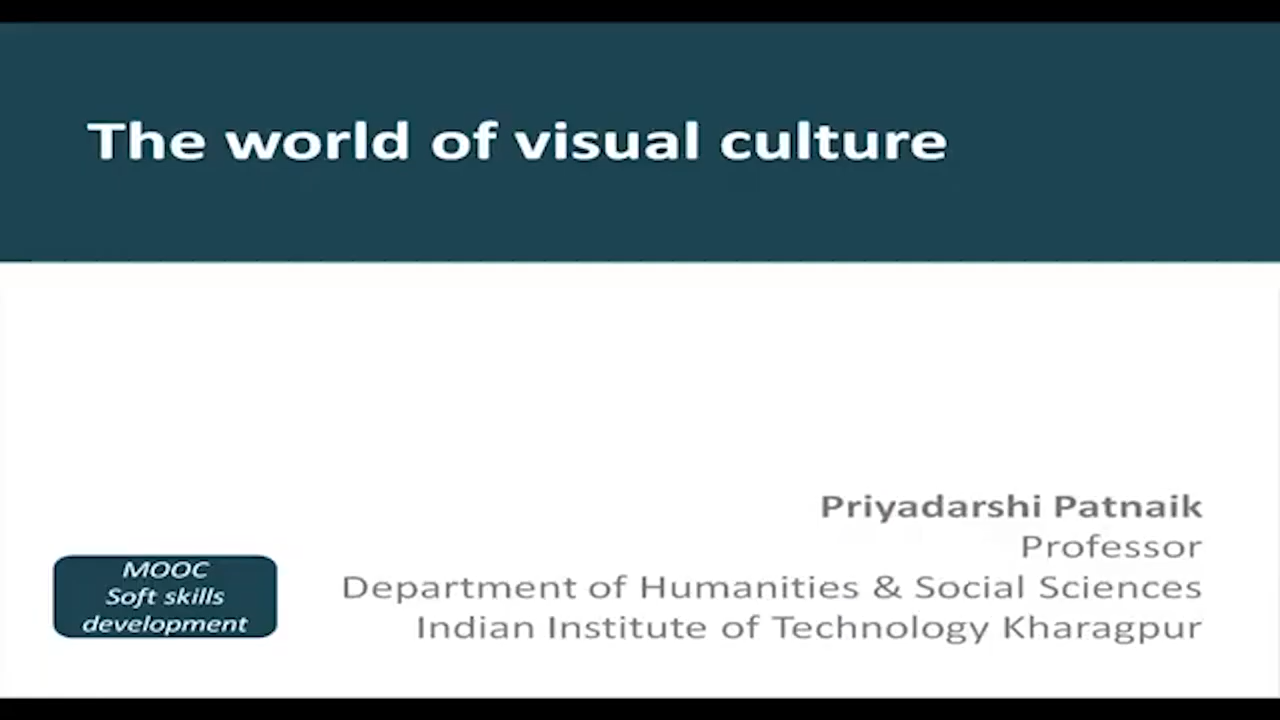 The world of visual culture
Priyadarshi Patnaik
Professor
Department of Humanities & Social Sciences
Indian Institute of Technology Kharagpur
MOOC
Soft skills
development